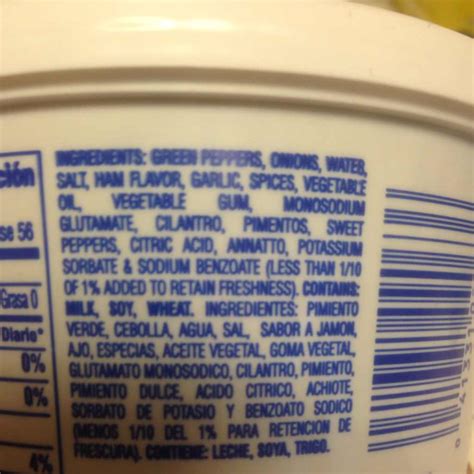 INGREDIENTS: GREEN PEPPERS, ONIONS, WATER,
SALT, HAM FLAVOR, GARLIC, SPICES, VEGETABLE
OIL, VEGETABLE GUM, MONOSODIUM
GLUTAMATE, CILANTRO, PIMENTOS, SWEET
PEPPERS, CITRIC ACID, ANNATTO, POTASSIUM
SORBATE & SODIUM BENZOATE (LESS THAN 1/10
OF 1% ADDED TO RETAIN FRESHNESS). CONTAINS:
MILK, SOY, WHEAT. INGREDIENTES: PIMIENTO
VERDE, CEBOLLA, AGUA, SAL, SABOR A JAMON,
AJO, ESPECIAS, ACEITE VEGETAL, GOMA VEGETAL,
GLUTAMATO MONOSODICO, CILANTRO, PIMIENTO,
PIMIENTO DULCE, ACIDO CITRICO, ACHIOTE,
SORBATO DE POTASIO Y BENZOATO SODICO
(MENOS 1/10 DEL 1% PARA RETENCION DE
FRESCURA). CONTIENE: LECHE, SOYA, TRIGO.
ción
se 56
Grasa 0
Diario*
0%
0%
4%